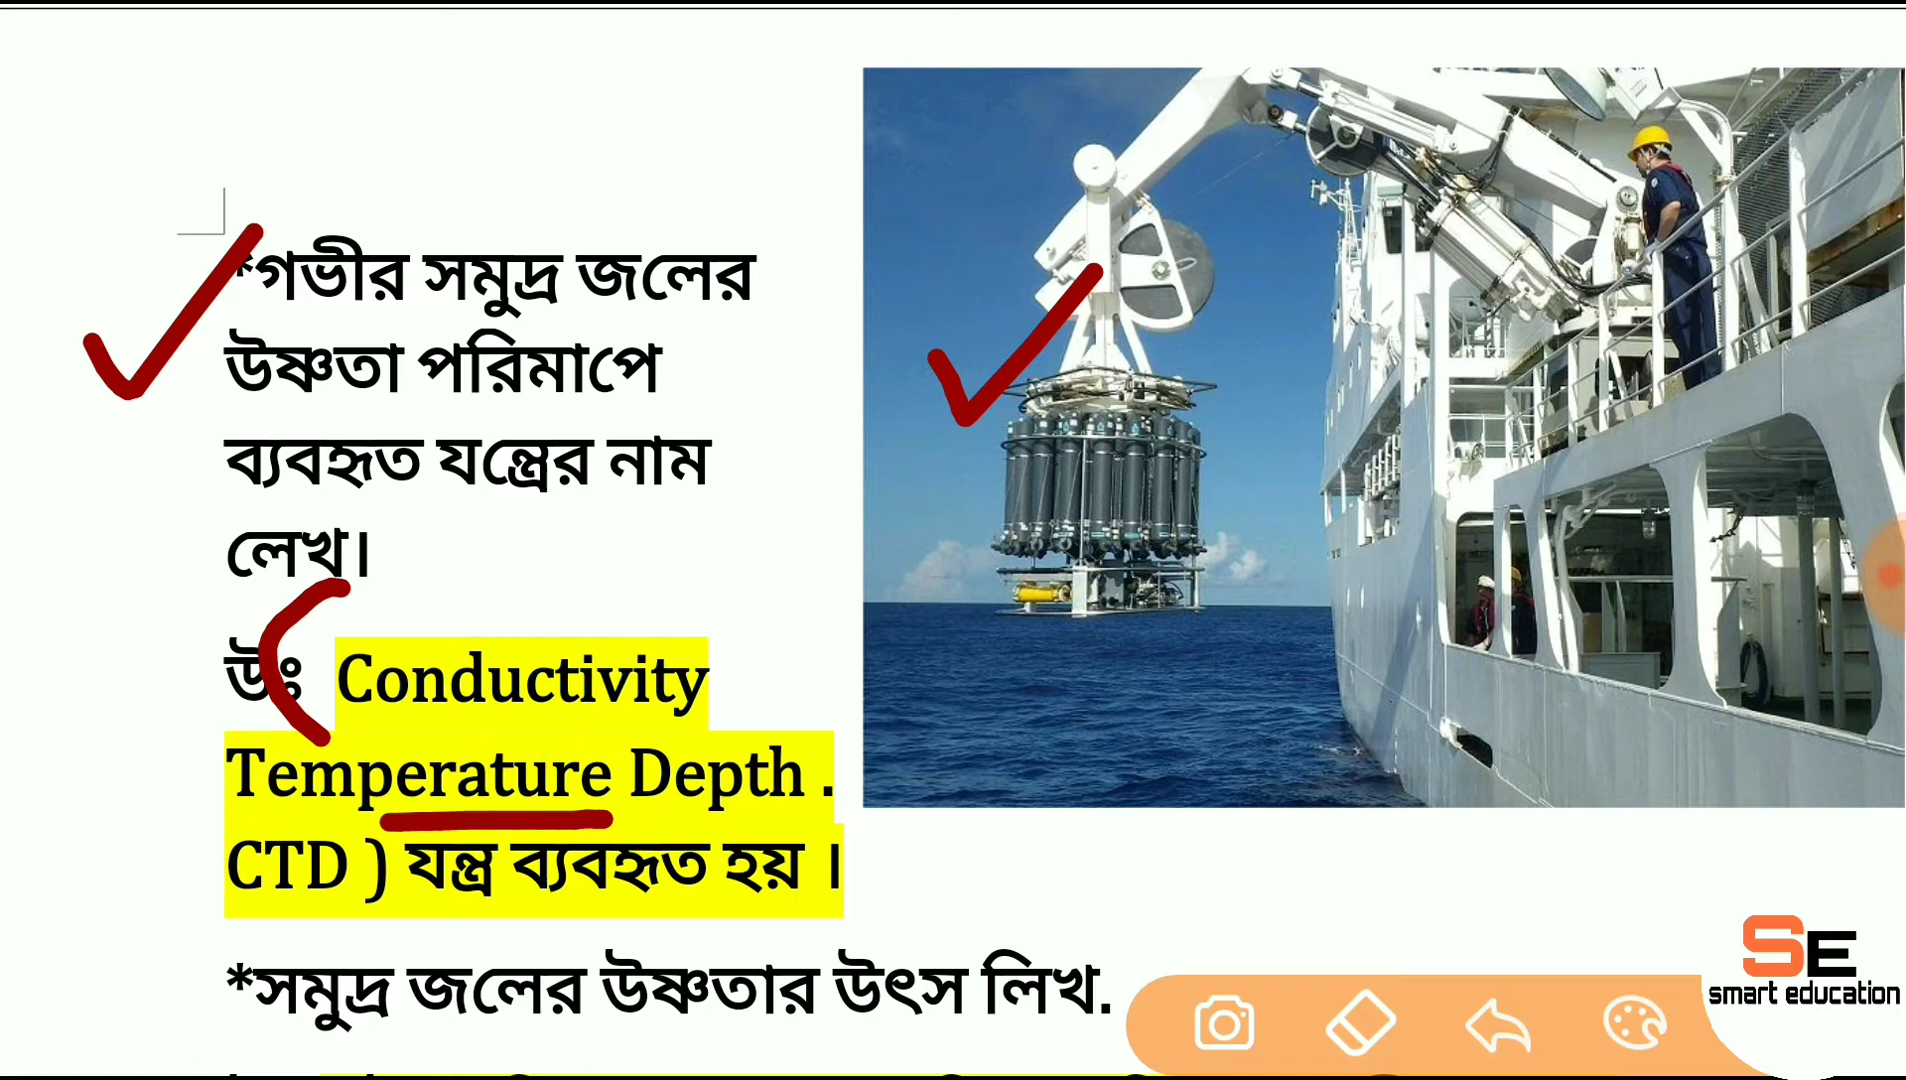 *গভীর সমুদ্র জলের
উষ্ণতা পরিমাপে
ব্যবহৃত যন্ত্রের নাম
লেখ।
উঃ Conductivity
Temperature Depth .
CTD ) যন্ত্র ব্যবহৃত হয় ।
*সমুদ্র জলের উষ্ণতার উৎস লিখ.
SE
smart education